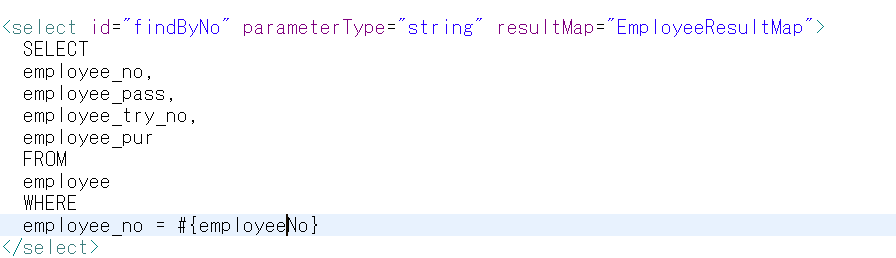 <select id="findByNo" parameterType="string" resultMap="EmployeeResultMap">
SELECT
employee_no,
employee_pass,
employee_try_no,
employee_pur
FROM
employee
WHERE
employee_no = #{employeeNo}
</select>